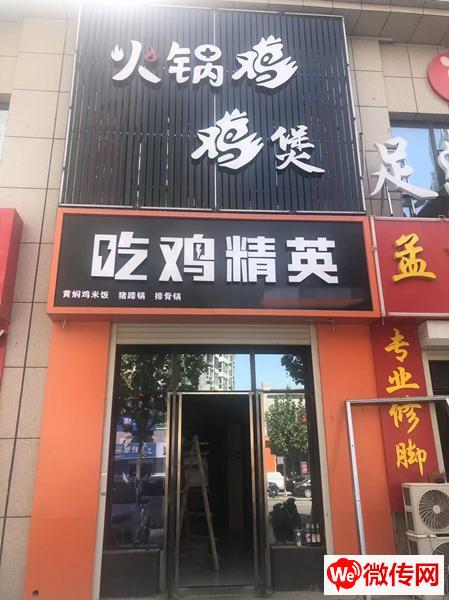 火锅鸡
鸡煲
足
吃鸡精英
黄焖鸡米饭 猪蹄锅 排骨锅
孟
专业修脚
We
微传网